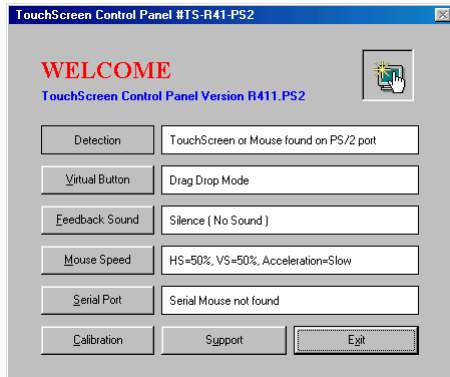 TouchScreen Control Panel #TS-R41-PS2
WELCOME
TouchScreen Control Panel Version R411.PS2
Detection TouchScreen or Mouse found on PS/2 port
Virtual Button Drag Drop Mode
Feedback Sound Silence ( No Sound )
Mouse Speed HS=50%, VS=50%, Acceleration=Slow
Serial Port Serial Mouse not found
Calibration Support Exit